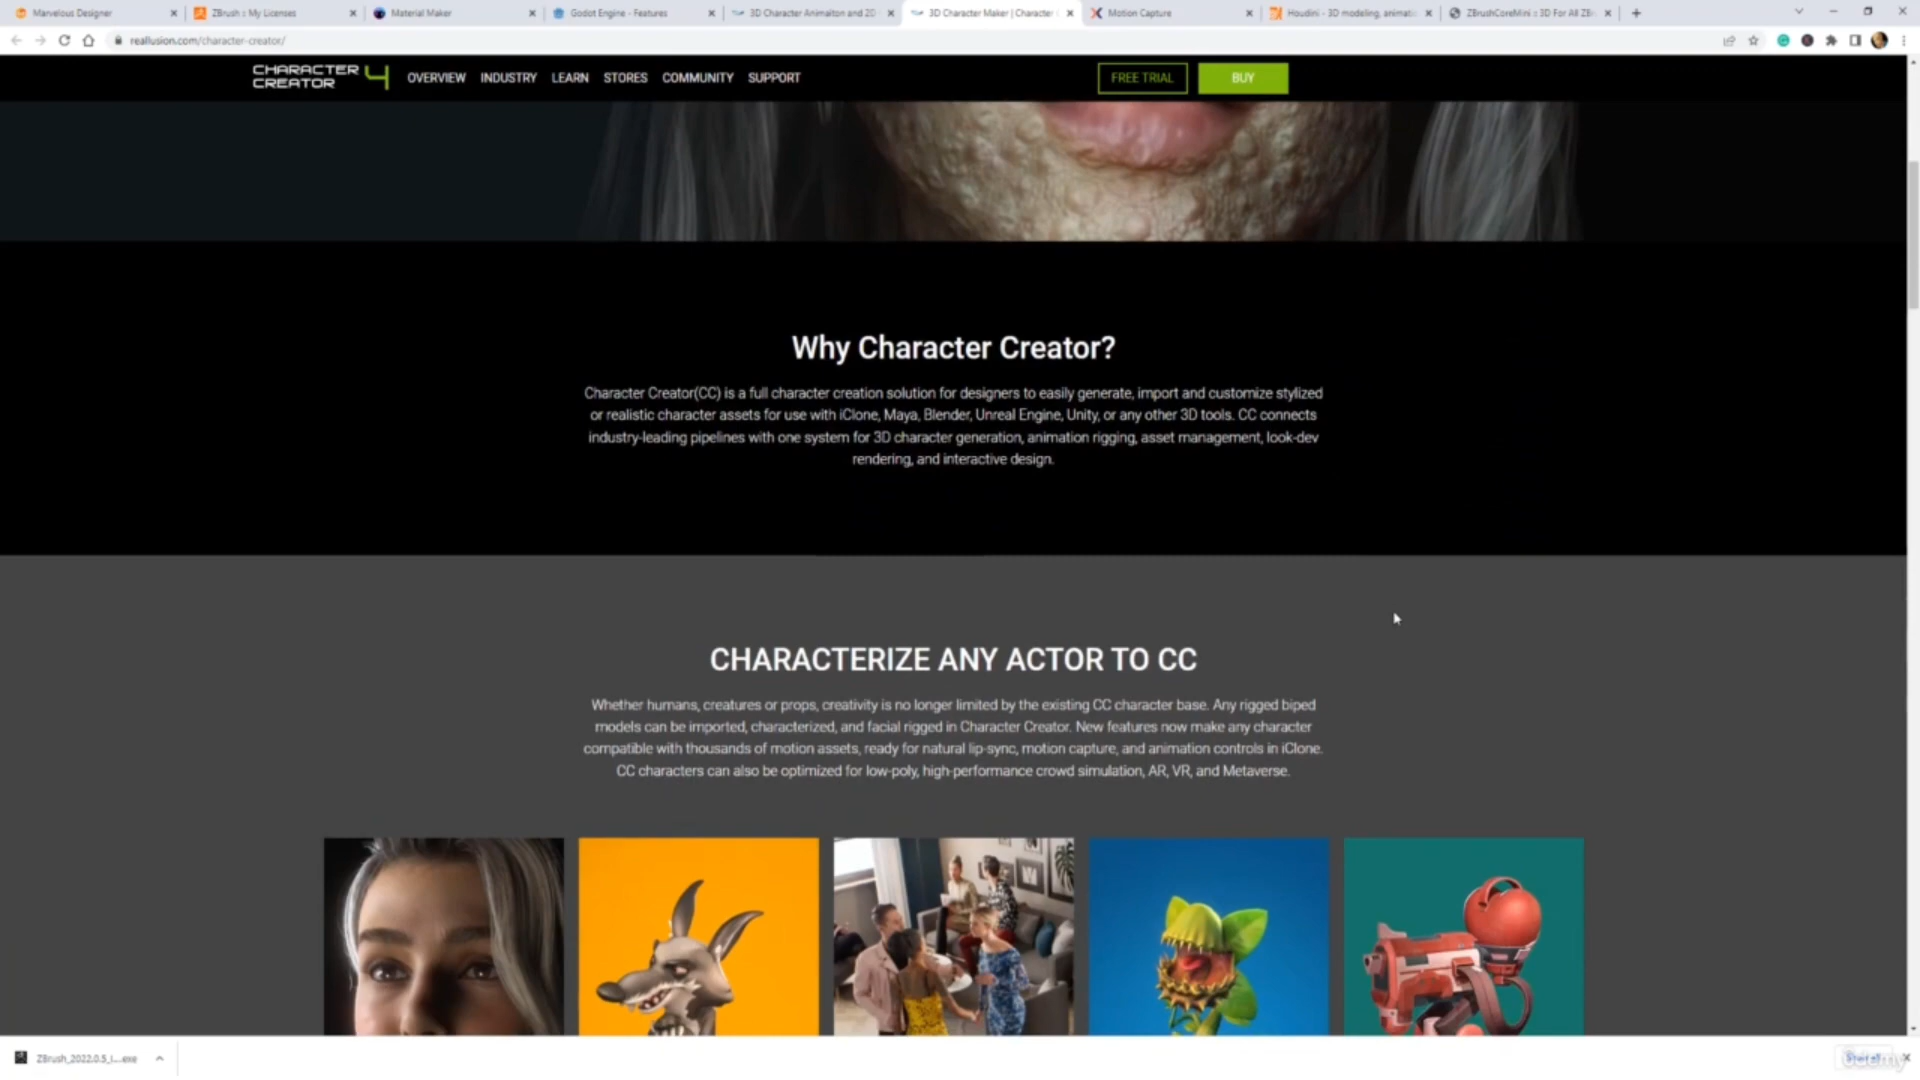 Marvelous Designer
ZBrush :: My Licenses
Material Maker
Godot Engine - Features
3D Character Animaiton and 2D
3D Character Maker | Character
Motion Capture
Houdini - 3D modeling, animati
ZBrushCoreMini :: 3D For All ZB
reallusion.com/character-creator/
CHARACTER CREATOR 4
OVERVIEW INDUSTRY LEARN STORES COMMUNITY SUPPORT
FREE TRIAL
BUY
Why Character Creator?
Character Creator(CC) is a full character creation solution for designers to easily generate, import and customize stylized
or realistic character assets for use with iClone, Maya, Blender, Unreal Engine, Unity, or any other 3D tools. CC connects
industry-leading pipelines with one system for 3D character generation, animation rigging, asset management, look-dev
rendering, and interactive design.
CHARACTERIZE ANY ACTOR TO CC
Whether humans, creatures or props, creativity is no longer limited by the existing CC character base. Any rigged biped
models can be imported, characterized, and facial rigged in Character Creator. New features now make any character
compatible with thousands of motion assets, ready for natural lip-sync, motion capture, and animation controls in iClone.
CC characters can also be optimized for low-poly, high-performance crowd simulation, AR, VR, and Metaverse.
ZBrush_2022.0.5_I....exe
Udemy